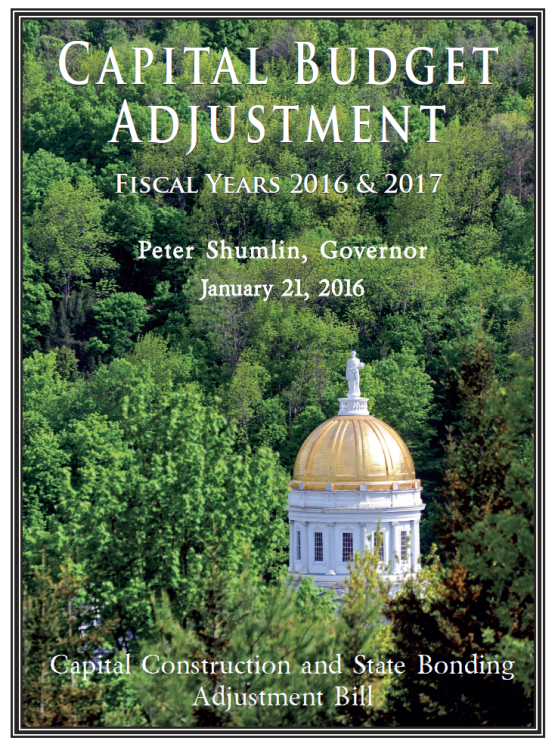 Capital Budget
Adjustment
Fiscal Years 2016 & 2017
Peter Shumlin, Governor
January 21, 2016
Capital Construction and State Bonding
Adjustment Bill